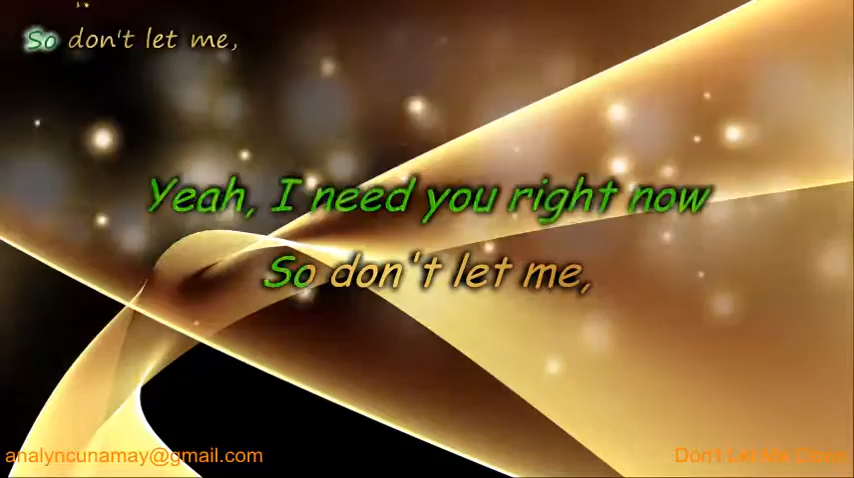 So don't let me,
Yeah, I need you right now
So don't let me,
analyncunamay@gmail.com
Don't Let Me Down